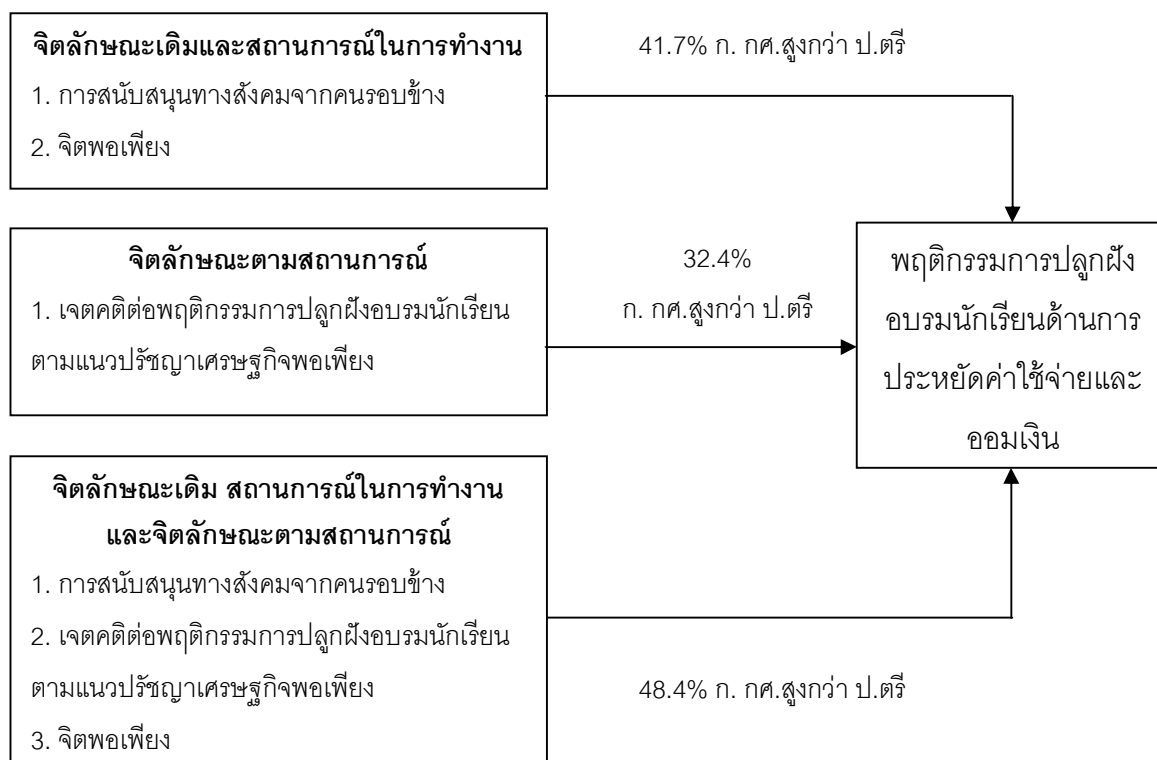 จิตลักษณะเดิมและสถานการณ์ในการทำงาน
1. การสนับสนุนทางสังคมจากคนรอบข้าง
2. จิตพอเพียง
41.7% ก. กศ.สูงกว่า ป.ตรี
จิตลักษณะตามสถานการณ์
1. เจตคติต่อพฤติกรรมการปลูกฝังอบรมนักเรียน
ตามแนวปรัชญาเศรษฐกิจพอเพียง
32.4%
ก. กศ.สูงกว่า ป.ตรี
พฤติกรรมการปลูกฝัง
อบรมนักเรียนด้านการ
ประหยัดค่าใช้จ่ายและ
ออมเงิน
จิตลักษณะเดิม สถานการณ์ในการทำงาน
และจิตลักษณะตามสถานการณ์
1. การสนับสนุนทางสังคมจากคนรอบข้าง
2. เจตคติต่อพฤติกรรมการปลูกฝังอบรมนักเรียน
ตามแนวปรัชญาเศรษฐกิจพอเพียง
3. จิตพอเพียง
48.4% ก. กศ.สูงกว่า ป.ตรี